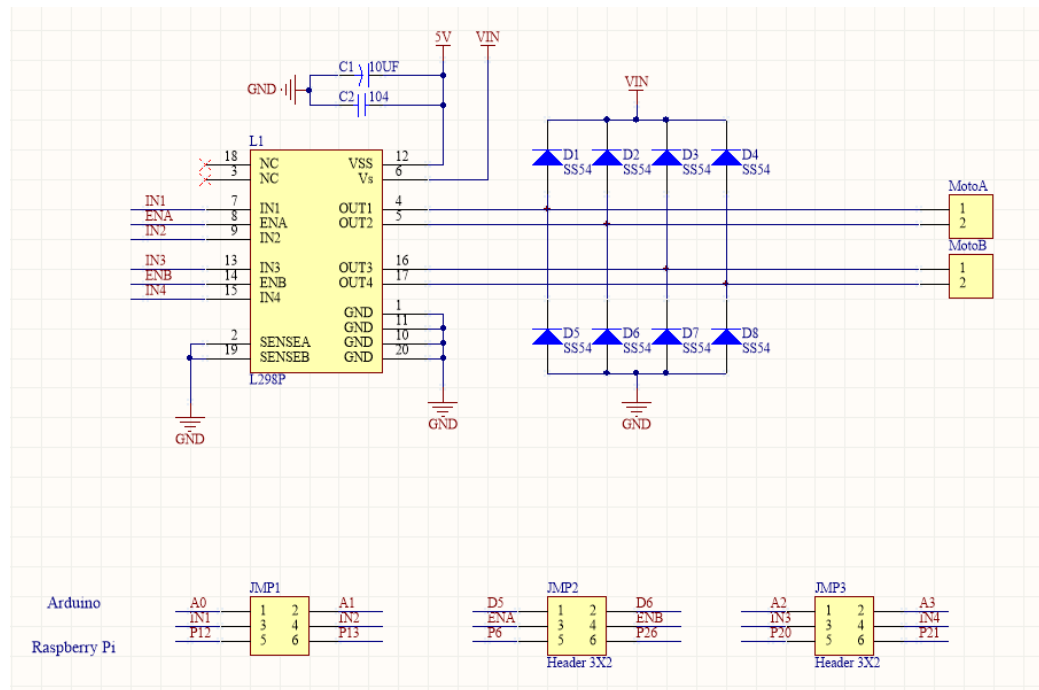 5V VIN
C1 10UF
GND
C2 104
VIN
L1
18 NC VSS 12
3 NC Vs 6
D1 SS54
D2 SS54
D3 SS54
D4 SS54
MotoA
1
2
IN1 7 IN1 OUT1 4
ENA 8 ENA OUT2 5
IN2 9 IN2
MotoB
1
2
IN3 13 IN3 OUT3 16
ENB 14 ENB OUT4 17
IN4 15 IN4
GND 1
GND 11
2 SENSEA GND 10
19 SENSEB GND 20
L298P
D5 SS54
D6 SS54
D7 SS54
D8 SS54
GND
GND
GND
JMP1 JMP2 JMP3
Arduino
A0 1 2 A1
IN1 3 4 IN2
P12 5 6 P13
D5 1 2 D6
ENA 3 4 ENB
P6 5 6 P26
Header 3X2
A2 1 2 A3
IN3 3 4 IN4
P20 5 6 P21
Header 3X2
Raspberry Pi